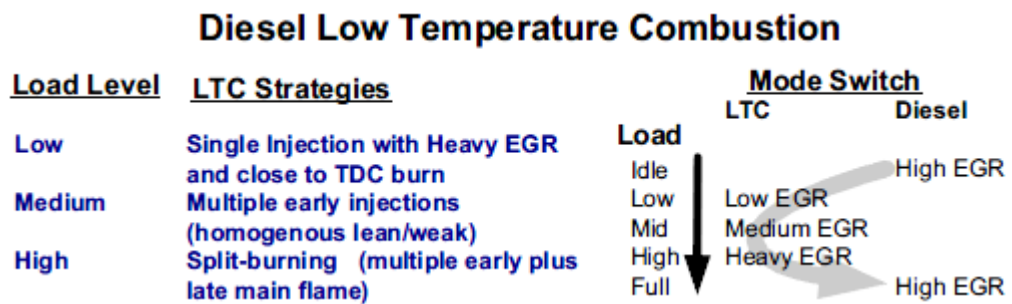 Diesel Low Temperature Combustion
Load Level LTC Strategies
Low Single Injection with Heavy EGR
and close to TDC burn
Medium Multiple early injections
(homogenous lean/weak)
High Split-burning (multiple early plus
late main flame)
Mode Switch
LTC Diesel
Load
Idle High EGR
Low Low EGR
Mid Medium EGR
High Heavy EGR
Full High EGR